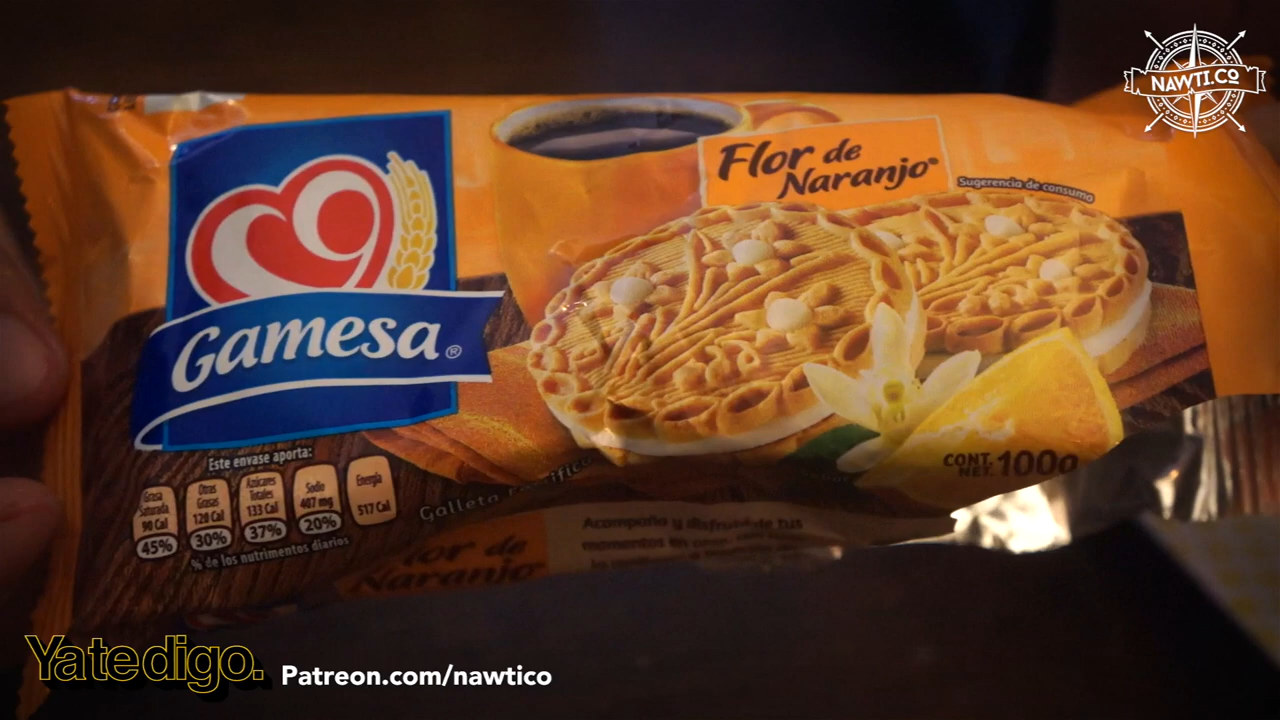 NAWTI.CO
Flor de
Naranjo®
Sugerencia de consumo
Gamesa®
CONT.
NET. 100g
Este envase aporta:
Grasa
Saturada
90 Cal
45%
Otras
Grasas
120 Cal
30%
Azúcares
Totales
133 Cal
37%
Sodio
407 mg
20%
Energía
517 Cal
% de los nutrimentos diarios
Galleta
Flor de
Naranjo
Acompaña y disfruta de tus
momentos
Yatedigo.
Patreon.com/nawtico